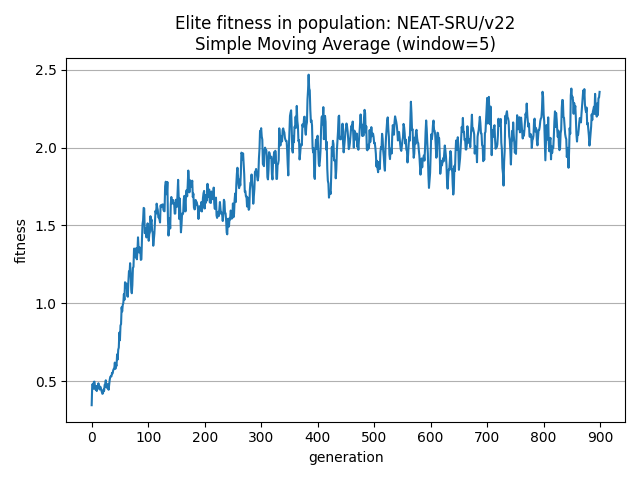 Elite fitness in population: NEAT-SRU/v22
Simple Moving Average (window=5)
2.5
2.0
1.5
1.0
0.5
fitness
0 100 200 300 400 500 600 700 800 900
generation